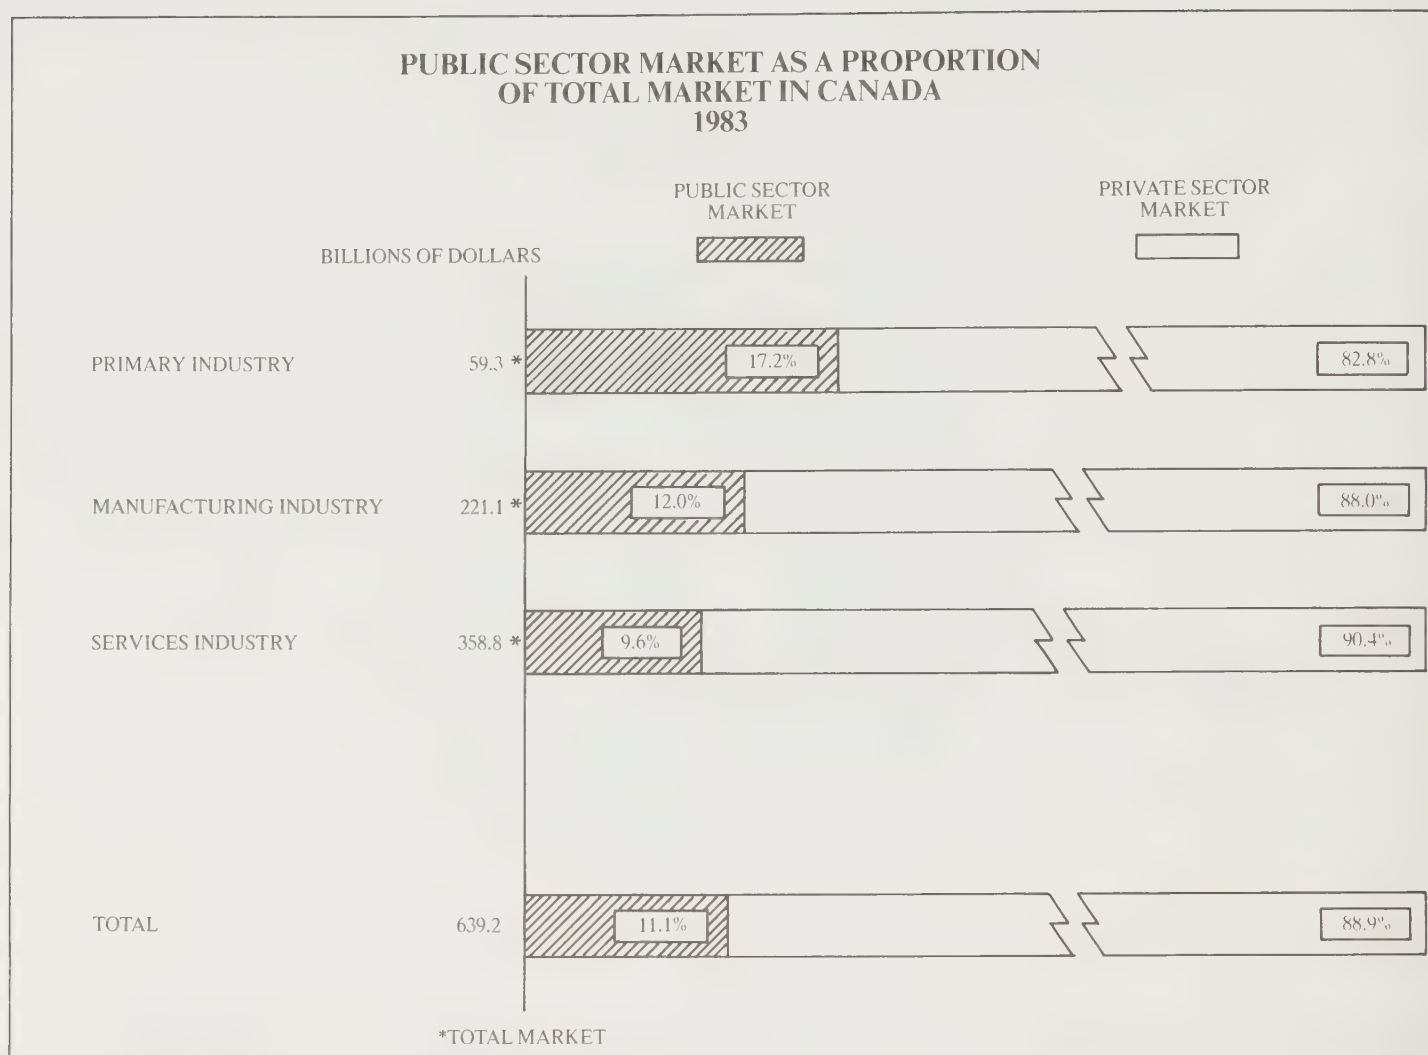 PUBLIC SECTOR MARKET AS A PROPORTION
OF TOTAL MARKET IN CANADA
1983
PUBLIC SECTOR
MARKET
PRIVATE SECTOR
MARKET
BILLIONS OF DOLLARS
PRIMARY INDUSTRY 59.3 * 17.2% 82.8%
MANUFACTURING INDUSTRY 221.1 * 12.0% 88.0%
SERVICES INDUSTRY 358.8 * 9.6% 90.4%
TOTAL 639.2 11.1% 88.9%
*TOTAL MARKET